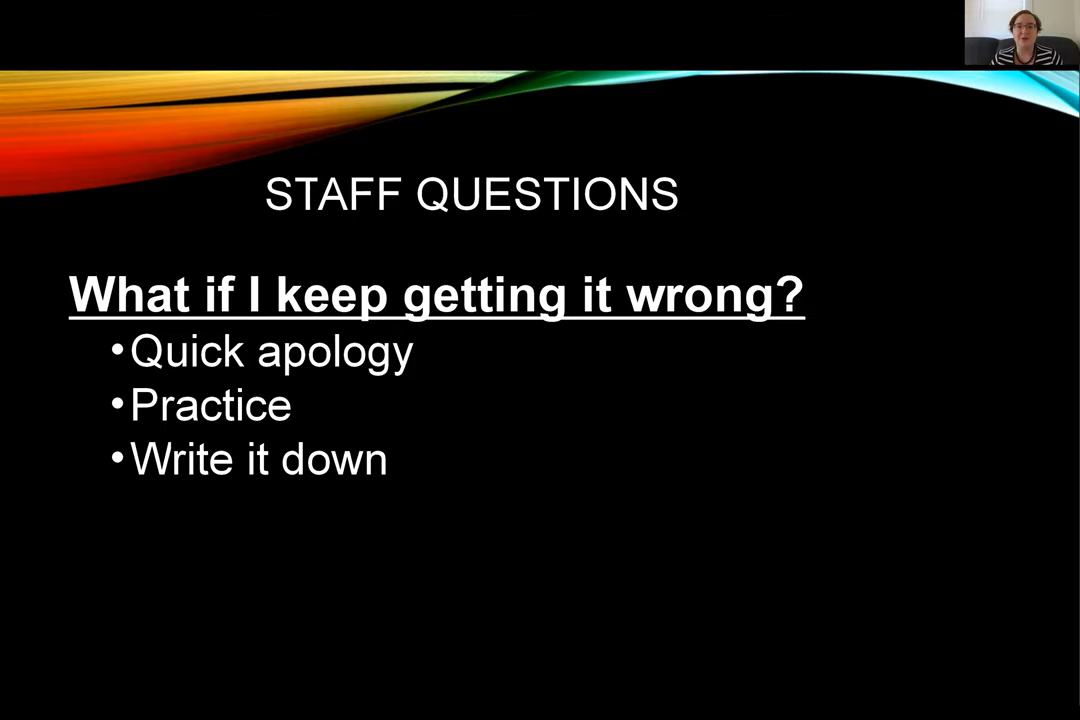 STAFF QUESTIONS
What if I keep getting it wrong?
•Quick apology
•Practice
•Write it down